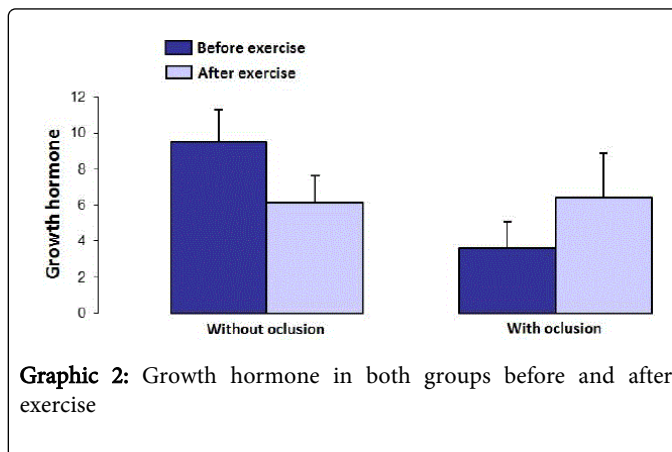 Before exercise
After exercise
12
10
8
6
4
2
0
Growth hormone
Without oclusion
With oclusion
Graphic 2: Growth hormone in both groups before and after
exercise